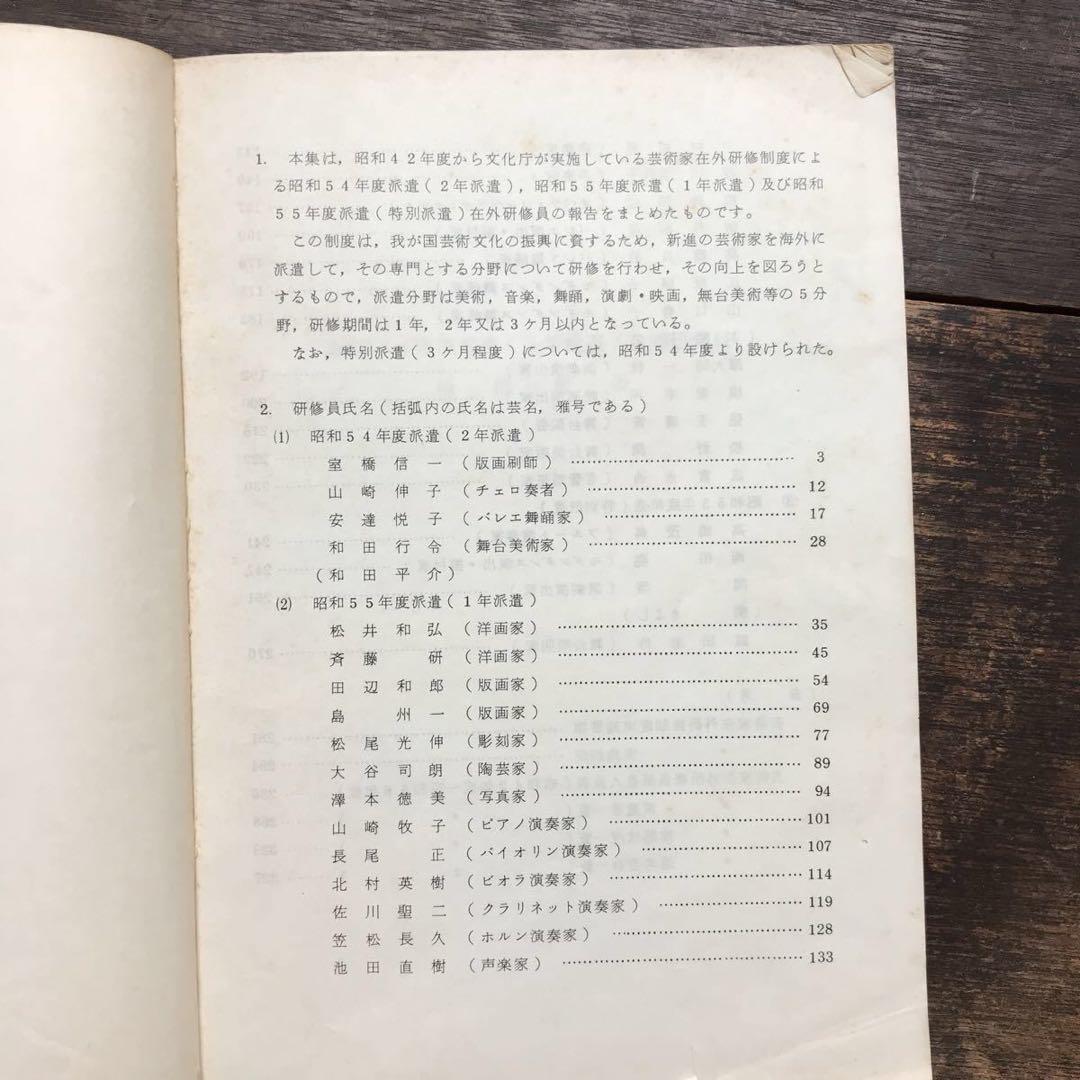 1. 本集は，昭和４２年度から文化庁が実施している芸術家在外研修制度によ
る昭和５４年度派遣（２年派遣），昭和５５年度派遣（１年派遣）及び昭和
５５年度派遣（特別派遣）在外研修員の報告をまとめたものです。
この制度は，我が国芸術文化の振興に資するため，新進の芸術家を海外に
派遣して，その専門とする分野について研修を行わせ，その向上を図ろうと
するもので，派遣分野は美術，音楽，舞踊，演劇・映画，無台美術等の５分
野，研修期間は１年，２年又は３ケ月以内となっている。
なお，特別派遣（３ケ月程度）については，昭和５４年度より設けられた。
2. 研修員氏名（括弧内の氏名は芸名，雅号である）
(1) 昭和５４年度派遣（２年派遣）
室橋信一（版画刷師）……………………………… 3
山崎伸子（チェロ奏者）……………………………… 12
安達悦子（バレエ舞踊家）……………………………… 17
和田行令（舞台美術家）……………………………… 28
（和田平介）
(2) 昭和５５年度派遣（１年派遣）
松井和弘（洋画家）……………………………… 35
斉藤研（洋画家）……………………………… 45
田辺和郎（版画家）……………………………… 54
島州一（版画家）……………………………… 69
松尾光伸（彫刻家）……………………………… 77
大谷司朗（陶芸家）……………………………… 89
澤本徳美（写真家）……………………………… 94
山崎牧子（ピアノ演奏家）……………………………… 101
長尾正（バイオリン演奏家）……………………………… 107
北村英樹（ビオラ演奏家）……………………………… 114
佐川聖二（クラリネット演奏家）……………………………… 119
笠松長久（ホルン演奏家）……………………………… 128
池田直樹（声楽家）……………………………… 133